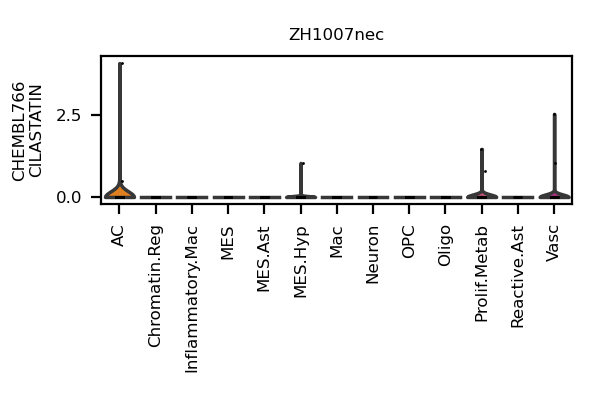 ZH1007nec
CHEMBL766
CILASTATIN
2.5
0.0
AC
Chromatin.Reg
Inflammatory.Mac
MES
MES.Ast
MES.Hyp
Mac
Neuron
OPC
Oligo
Prolif.Metab
Reactive.Ast
Vasc